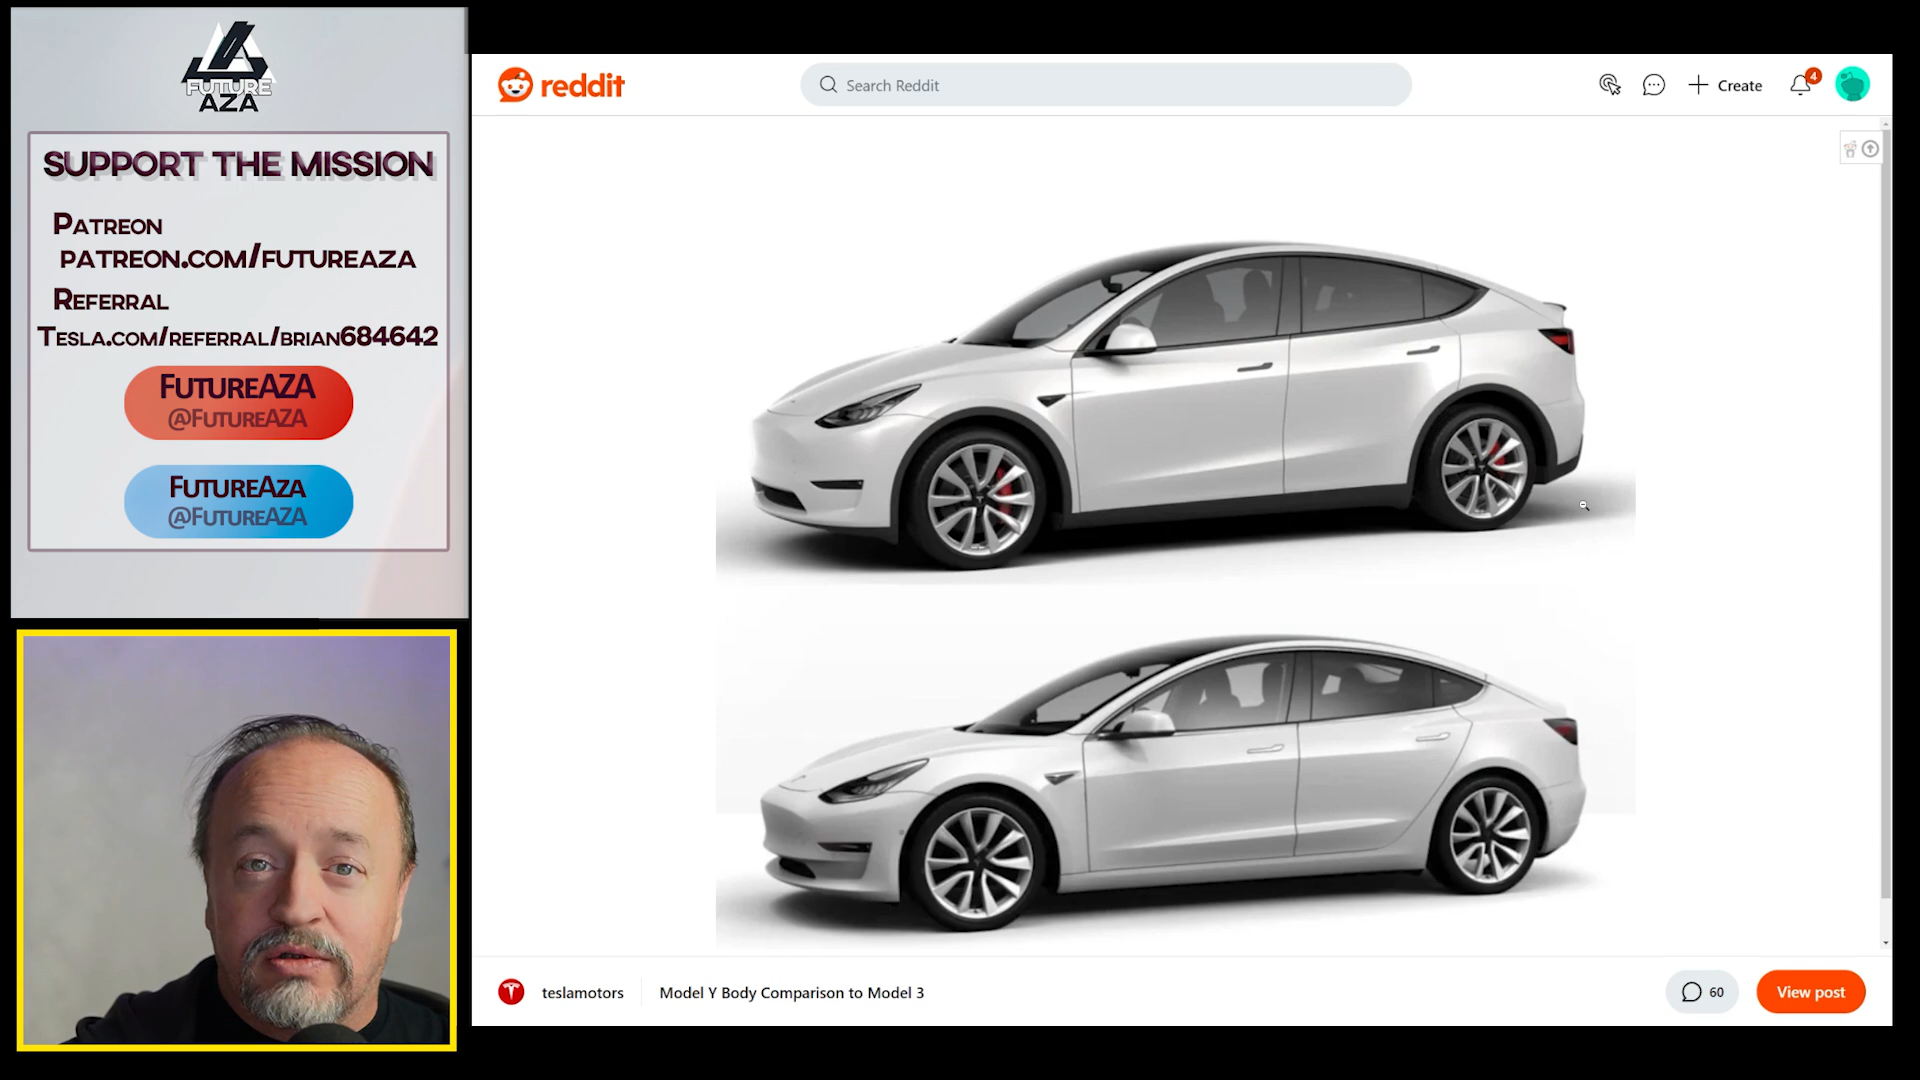 FUTURE
AZA
SUPPORT THE MISSION
PATREON
PATREON.COM/FUTUREAZA
REFERRAL
TESLA.COM/REFERRAL/BRIAN684642
FUTUREAZA
@FUTUREAZA
FUTUREAZA
@FUTUREAZA
reddit
Search Reddit
Create
4
teslamotors
Model Y Body Comparison to Model 3
60
View post